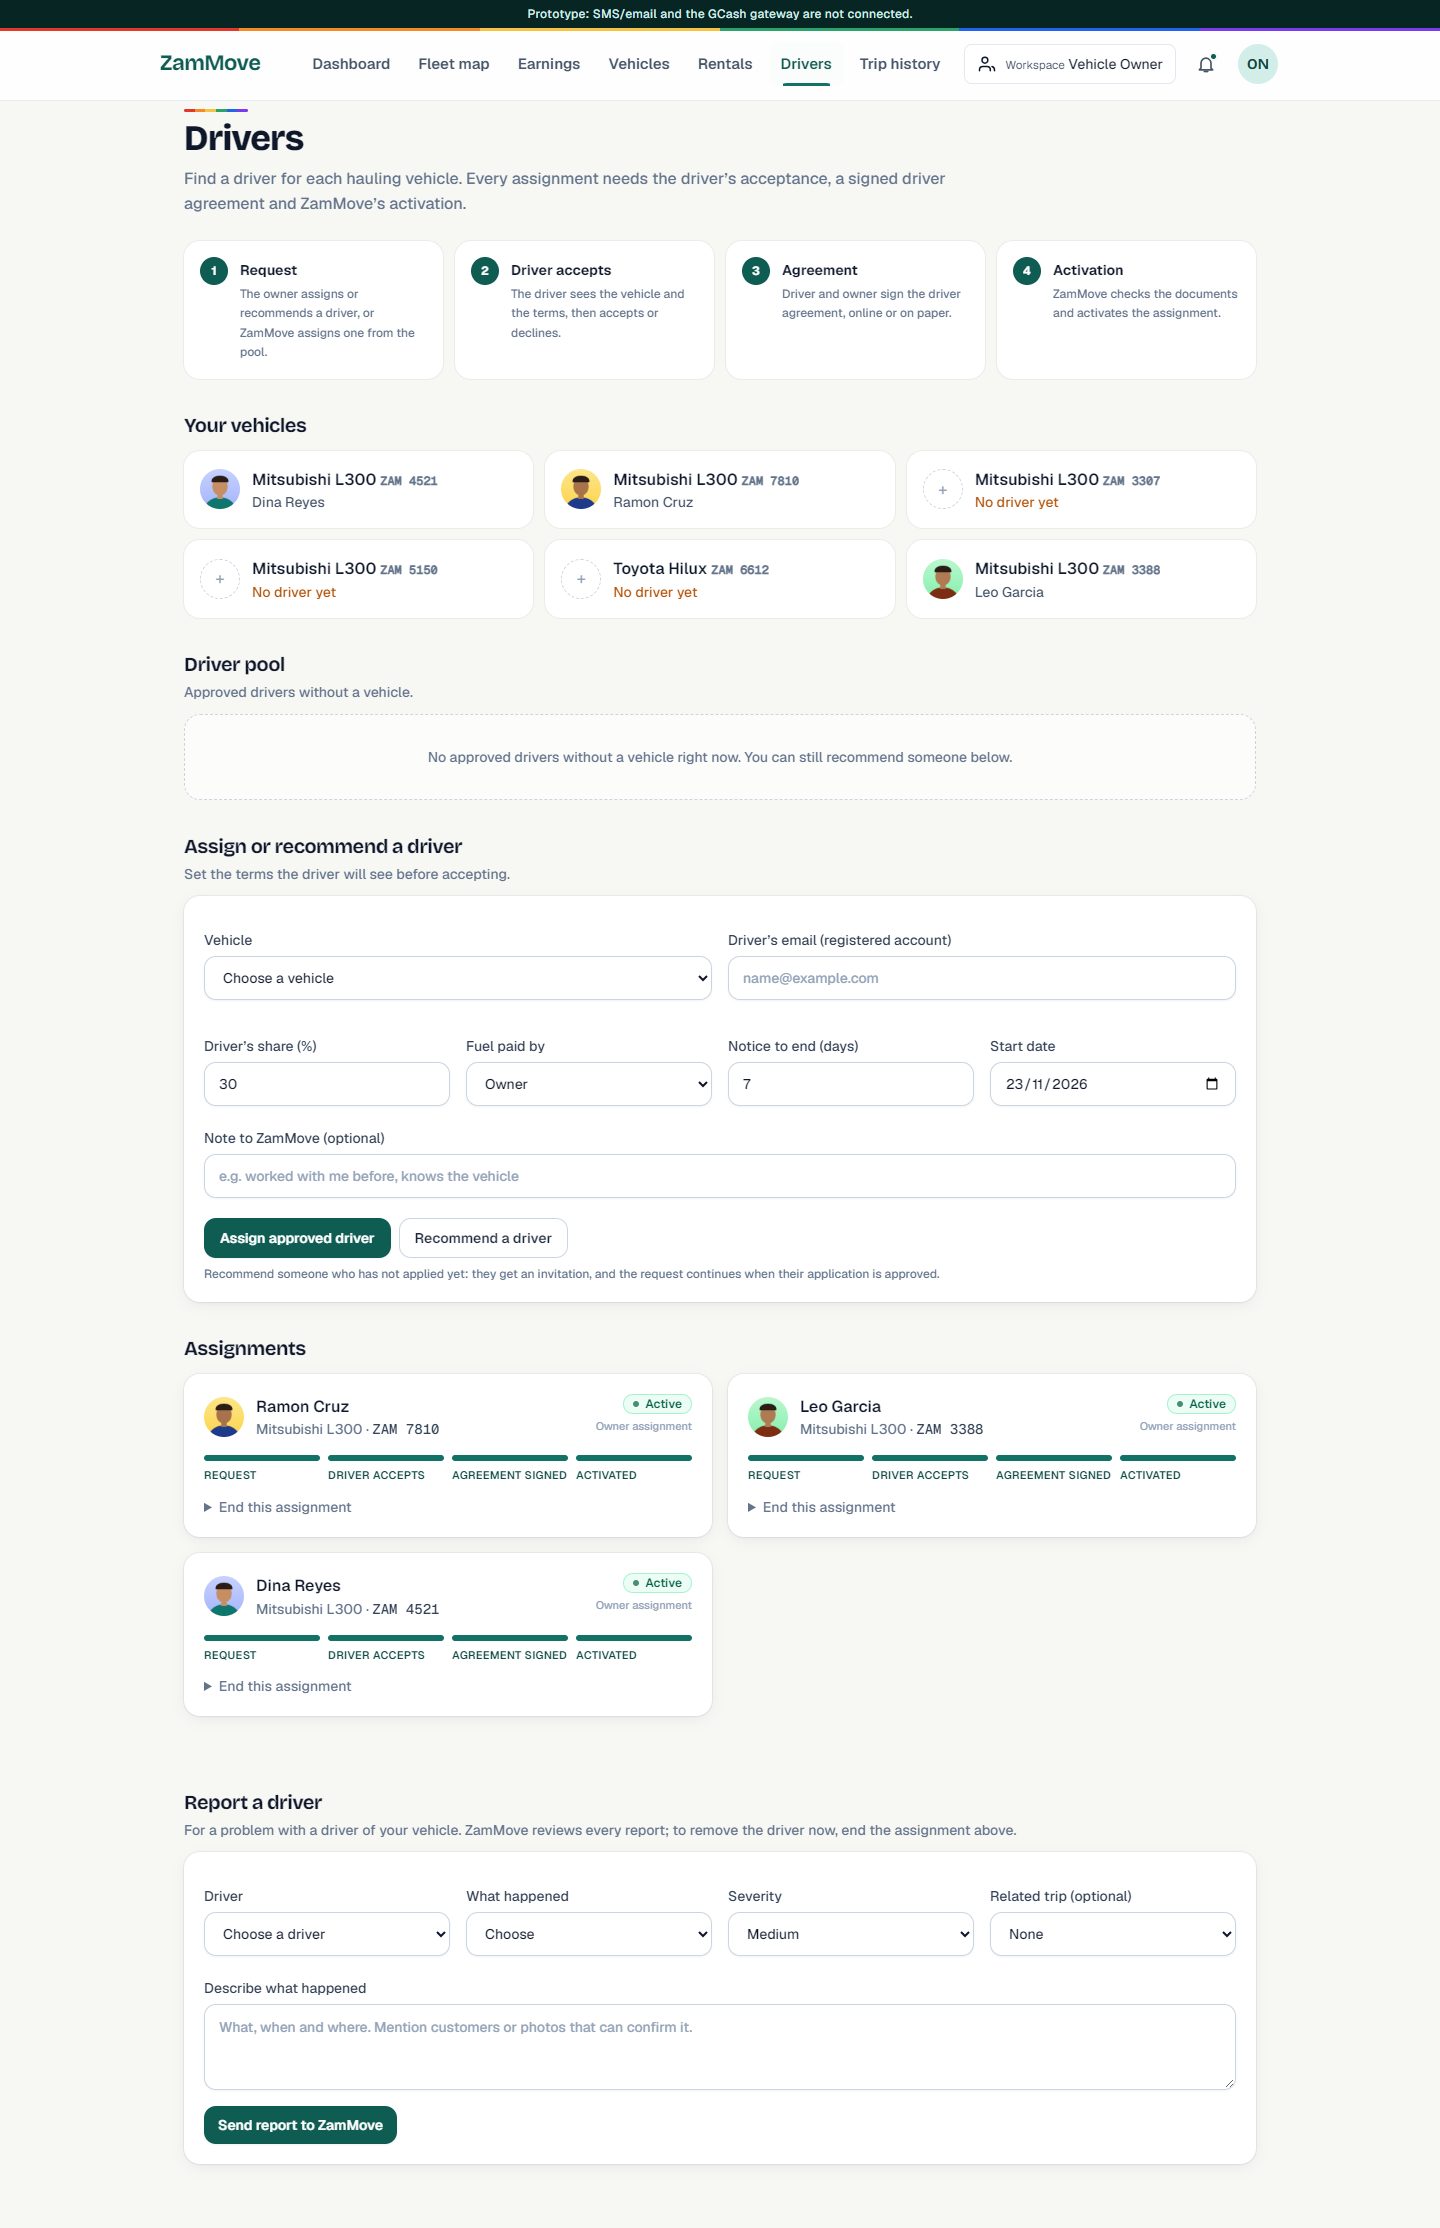 Prototype: SMS/email and the GCash gateway are not connected.
ZamMove
Dashboard
Fleet map
Earnings
Vehicles
Rentals
Drivers
Trip history
Workspace Vehicle Owner
ON
Drivers
Find a driver for each hauling vehicle. Every assignment needs the driver’s acceptance, a signed driver
agreement and ZamMove’s activation.
1
Request
The owner assigns or
recommends a driver, or
ZamMove assigns one from the
pool.
2
Driver accepts
The driver sees the vehicle and
the terms, then accepts or
declines.
3
Agreement
Driver and owner sign the driver
agreement, online or on paper.
4
Activation
ZamMove checks the documents
and activates the assignment.
Your vehicles
Mitsubishi L300 ZAM 4521
Dina Reyes
Mitsubishi L300 ZAM 7810
Ramon Cruz
+
Mitsubishi L300 ZAM 3307
No driver yet
+
Mitsubishi L300 ZAM 5150
No driver yet
+
Toyota Hilux ZAM 6612
No driver yet
Mitsubishi L300 ZAM 3388
Leo Garcia
Driver pool
Approved drivers without a vehicle.
No approved drivers without a vehicle right now. You can still recommend someone below.
Assign or recommend a driver
Set the terms the driver will see before accepting.
Vehicle
Choose a vehicle
Driver’s email (registered account)
name@example.com
Driver’s share (%)
30
Fuel paid by
Owner
Notice to end (days)
7
Start date
23/11/2026
Note to ZamMove (optional)
e.g. worked with me before, knows the vehicle
Assign approved driver
Recommend a driver
Recommend someone who has not applied yet: they get an invitation, and the request continues when their application is approved.
Assignments
Ramon Cruz
Mitsubishi L300 · ZAM 7810
Active
Owner assignment
REQUEST
DRIVER ACCEPTS
AGREEMENT SIGNED
ACTIVATED
End this assignment
Leo Garcia
Mitsubishi L300 · ZAM 3388
Active
Owner assignment
REQUEST
DRIVER ACCEPTS
AGREEMENT SIGNED
ACTIVATED
End this assignment
Dina Reyes
Mitsubishi L300 · ZAM 4521
Active
Owner assignment
REQUEST
DRIVER ACCEPTS
AGREEMENT SIGNED
ACTIVATED
End this assignment
Report a driver
For a problem with a driver of your vehicle. ZamMove reviews every report; to remove the driver now, end the assignment above.
Driver
Choose a driver
What happened
Choose
Severity
Medium
Related trip (optional)
None
Describe what happened
What, when and where. Mention customers or photos that can confirm it.
Send report to ZamMove